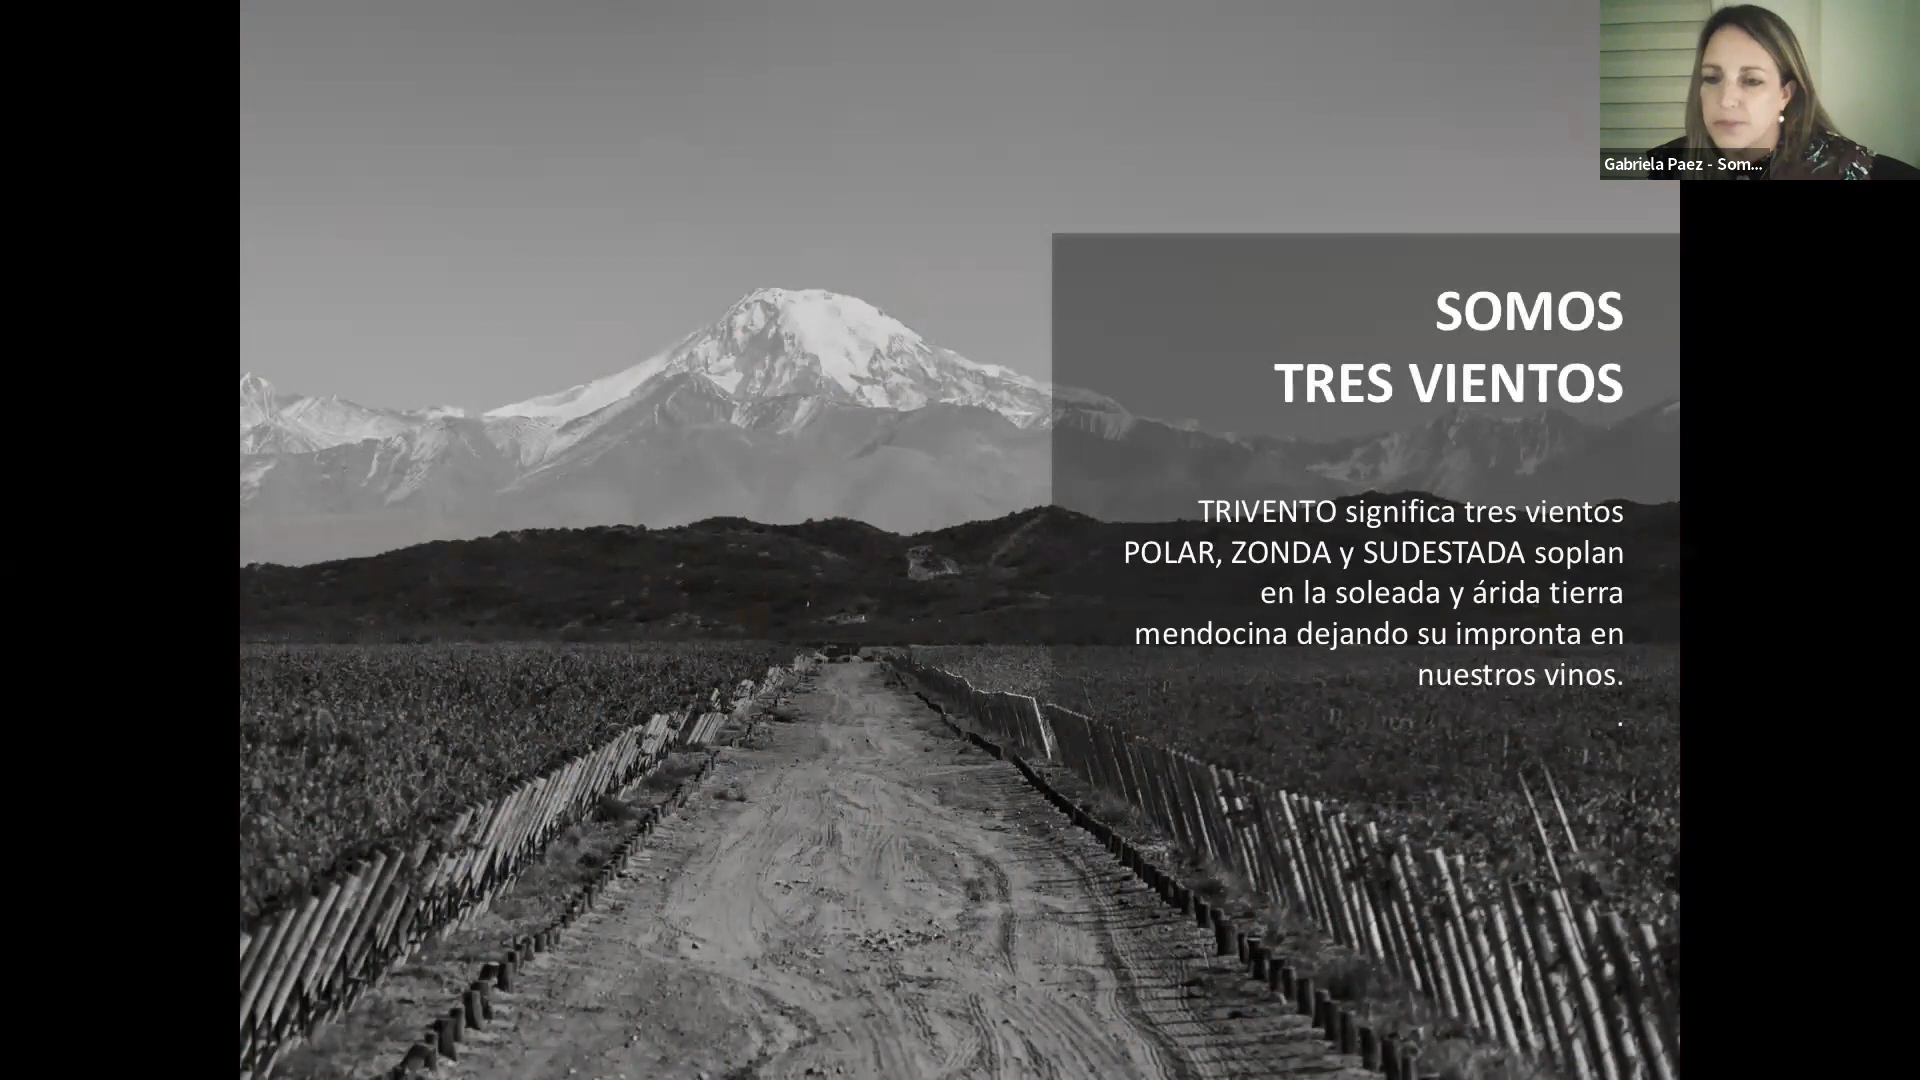 Gabriela Paez - Som...
SOMOS
TRES VIENTOS
TRIVENTO significa tres vientos
POLAR, ZONDA y SUDESTADA soplan
en la soleada y árida tierra
mendocina dejando su impronta en
nuestros vinos.
.